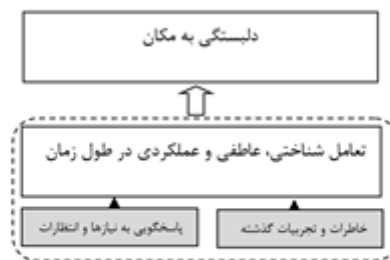 دلبستگی به مکان
تعامل شناختی، عاطفی و عملکردی در طول زمان
خاطرات و تجربیات گذشته
پاسخگویی به نیازها و انتظارات